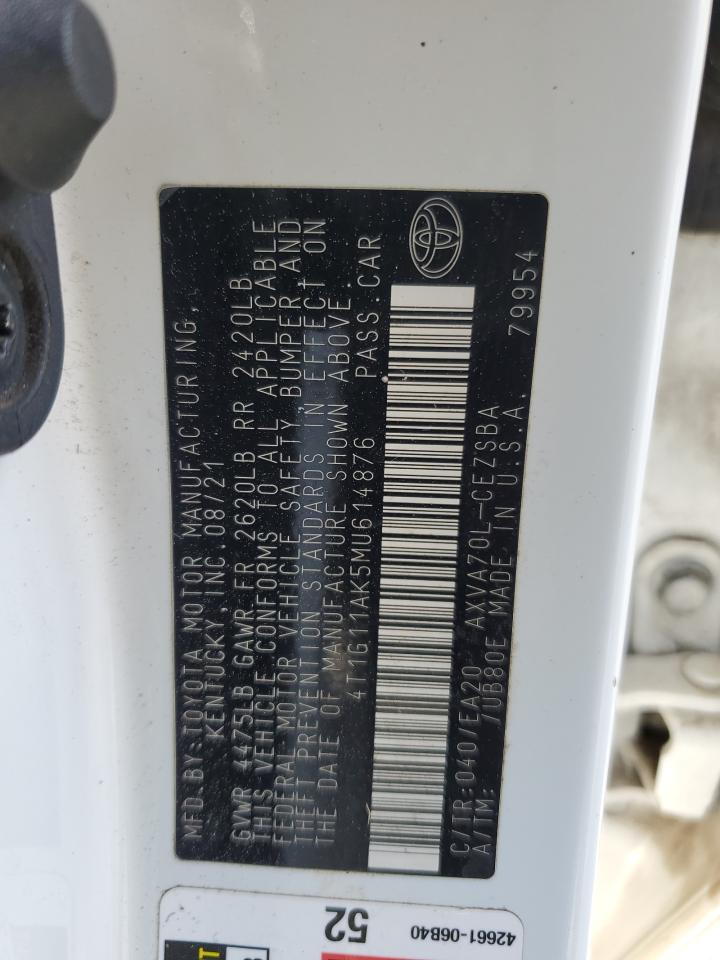 MFD.BY:TOYOTA MOTOR MANUFACTURING,
KENTUCKY, INC. 08/21
GVWR 4475LB GAWR FR 2620LB RR 2420LB
THIS VEHICLE CONFORMS TO ALL APPLICABLE
FEDERAL MOTOR VEHICLE SAFETY, BUMPER, AND
THEFT PREVENTION STANDARDS IN EFFECT ON
THE DATE OF MANUFACTURE SHOWN ABOVE.
4T1G11AK5MU614876 PASS.CAR
C/TR:040/EA20 AXVA70L-CEZSBA
A/TM: /UB80E MADE IN U.S.A. 79954
52
42661-06B40